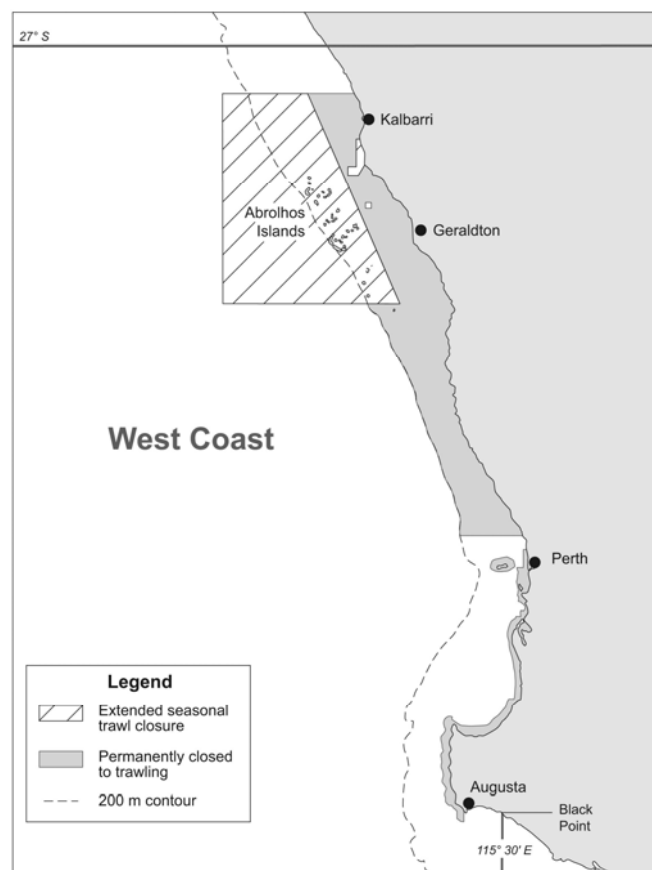 27° S
Kalbarri
Abrolhos
Islands
Geraldton
West Coast
Perth
Legend
Extended seasonal
trawl closure
Permanently closed
to trawling
200 m contour
Augusta
Black
Point
115° 30' E